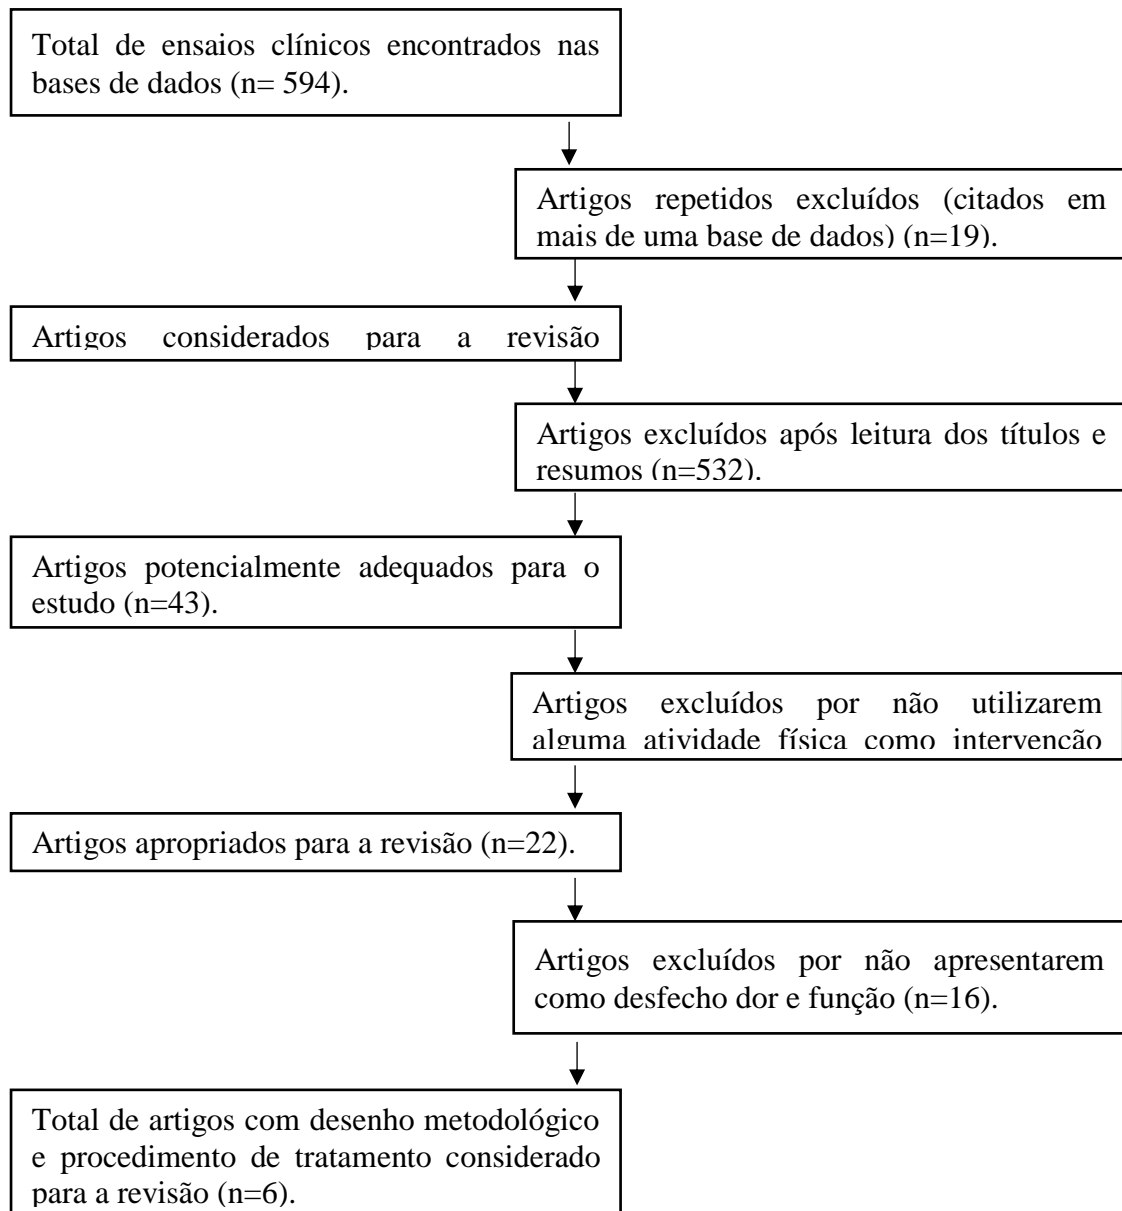 Total de ensaios clínicos encontrados nas
bases de dados (n= 594).
Artigos repetidos excluídos (citados em
mais de uma base de dados) (n=19).
Artigos considerados para a revisão
Artigos excluídos após leitura dos títulos e
resumos (n=532).
Artigos potencialmente adequados para o
estudo (n=43).
Artigos excluídos por não utilizarem
alguma atividade física como intervenção
Artigos apropriados para a revisão (n=22).
Artigos excluídos por não apresentarem
como desfecho dor e função (n=16).
Total de artigos com desenho metodológico
e procedimento de tratamento considerado
para a revisão (n=6).